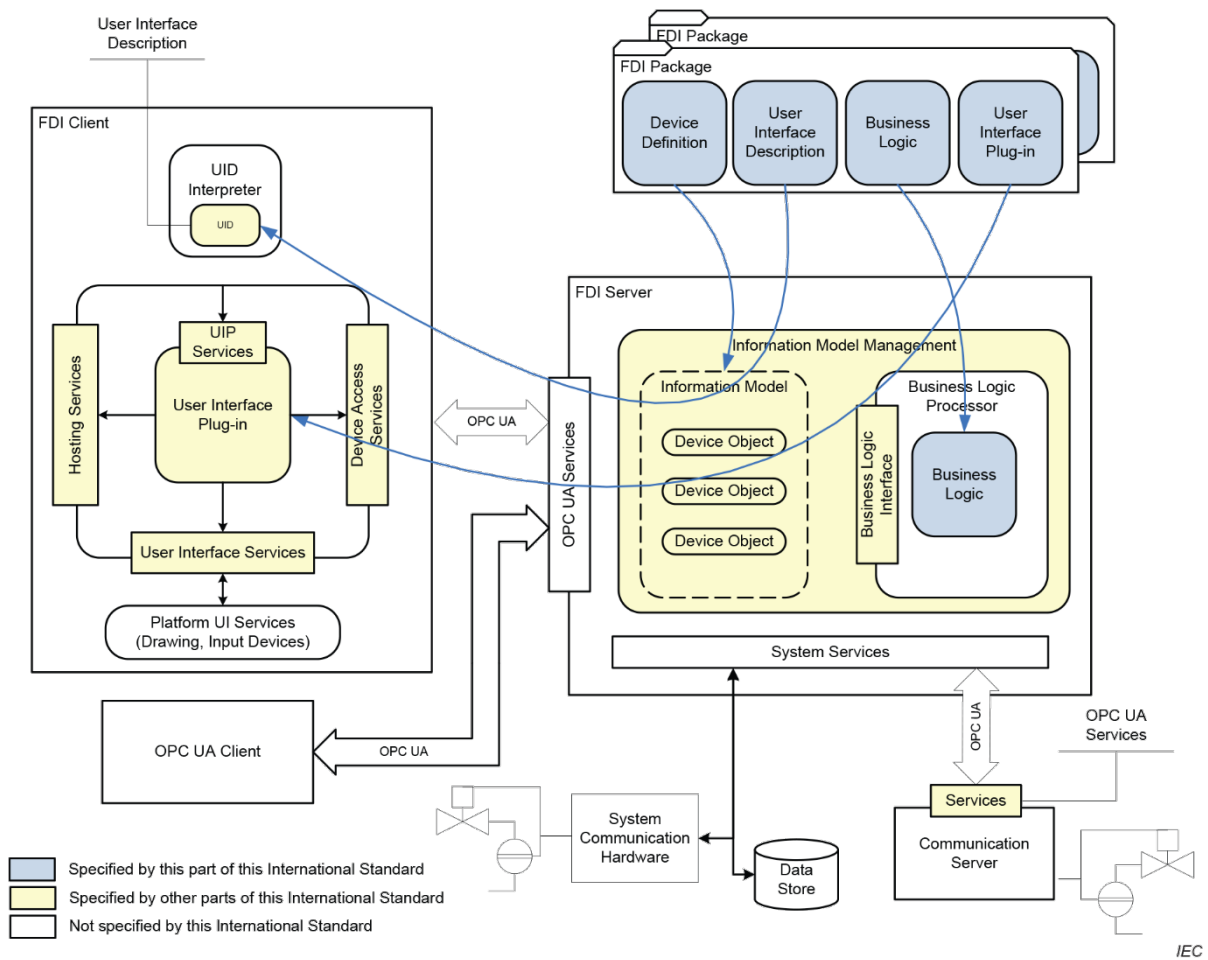 User Interface
Description
FDI Package
FDI Package
Device
Definition
User
Interface
Description
Business
Logic
User
Interface
Plug-in
FDI Client
UID
Interpreter
UID
UIP
Services
Hosting Services
User Interface
Plug-in
Device Access
Services
User Interface Services
Platform UI Services
(Drawing, Input Devices)
OPC UA
FDI Server
OPC UA Services
Information Model Management
Information Model
Device Object
Device Object
Device Object
Business Logic
Processor
Business Logic
Interface
Business
Logic
System Services
OPC UA Client
OPC UA
OPC UA
OPC UA
Services
Services
Communication
Server
System
Communication
Hardware
Data
Store
Specified by this part of this International Standard
Specified by other parts of this International Standard
Not specified by this International Standard
IEC